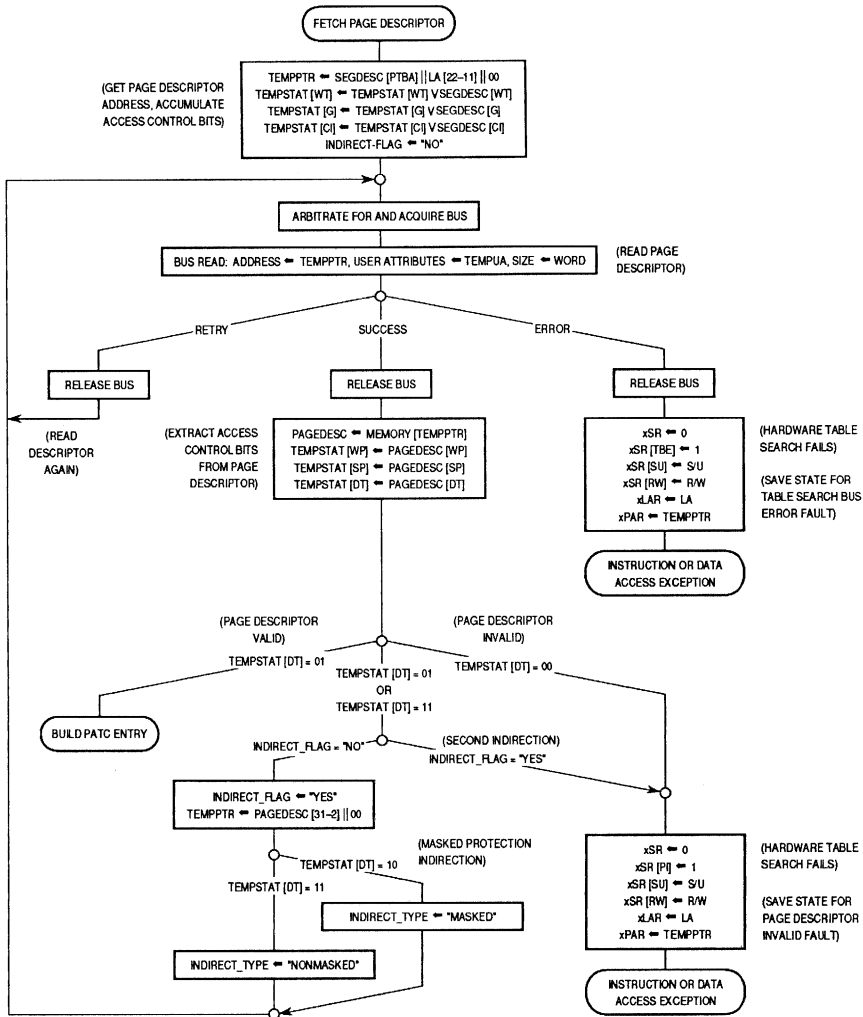 FETCH PAGE DESCRIPTOR
(GET PAGE DESCRIPTOR
ADDRESS, ACCUMULATE
ACCESS CONTROL BITS)
TEMPPTR ← SEGDESC [PTBA] || LA [22–11] || 00
TEMPSTAT [WT] ← TEMPSTAT [WT] V SEGDESC [WT]
TEMPSTAT [G] ← TEMPSTAT [G] V SEGDESC [G]
TEMPSTAT [CI] ← TEMPSTAT [CI] V SEGDESC [CI]
INDIRECT-FLAG ← "NO"
ARBITRATE FOR AND ACQUIRE BUS
BUS READ: ADDRESS ← TEMPPTR, USER ATTRIBUTES ← TEMPUA, SIZE ← WORD
(READ PAGE
DESCRIPTOR)
RETRY
SUCCESS
ERROR
RELEASE BUS
RELEASE BUS
RELEASE BUS
(READ
DESCRIPTOR
AGAIN)
(EXTRACT ACCESS
CONTROL BITS
FROM PAGE
DESCRIPTOR)
PAGEDESC ← MEMORY [TEMPPTR]
TEMPSTAT [WP] ← PAGEDESC [WP]
TEMPSTAT [SP] ← PAGEDESC [SP]
TEMPSTAT [DT] ← PAGEDESC [DT]
xSR ← 0
xSR [TBE] ← 1
xSR [SU] ← S/U
xSR [RW] ← R/W
xLAR ← LA
xPAR ← TEMPPTR
(HARDWARE TABLE
SEARCH FAILS)
(SAVE STATE FOR
TABLE SEARCH BUS
ERROR FAULT)
INSTRUCTION OR DATA
ACCESS EXCEPTION
(PAGE DESCRIPTOR
VALID)
TEMPSTAT [DT] = 01
(PAGE DESCRIPTOR
INVALID)
TEMPSTAT [DT] = 00
TEMPSTAT [DT] = 01
OR
TEMPSTAT [DT] = 11
BUILD PATC ENTRY
INDIRECT_FLAG = "NO"
(SECOND INDIRECTION)
INDIRECT_FLAG = "YES"
INDIRECT_FLAG ← "YES"
TEMPPTR ← PAGEDESC [31–2] || 00
TEMPSTAT [DT] = 10
(MASKED PROTECTION
INDIRECTION)
TEMPSTAT [DT] = 11
INDIRECT_TYPE ← "MASKED"
INDIRECT_TYPE ← "NONMASKED"
xSR ← 0
xSR [PI] ← 1
xSR [SU] ← S/U
xSR [RW] ← R/W
xLAR ← LA
xPAR ← TEMPPTR
(HARDWARE TABLE
SEARCH FAILS)
(SAVE STATE FOR
PAGE DESCRIPTOR
INVALID FAULT)
INSTRUCTION OR DATA
ACCESS EXCEPTION